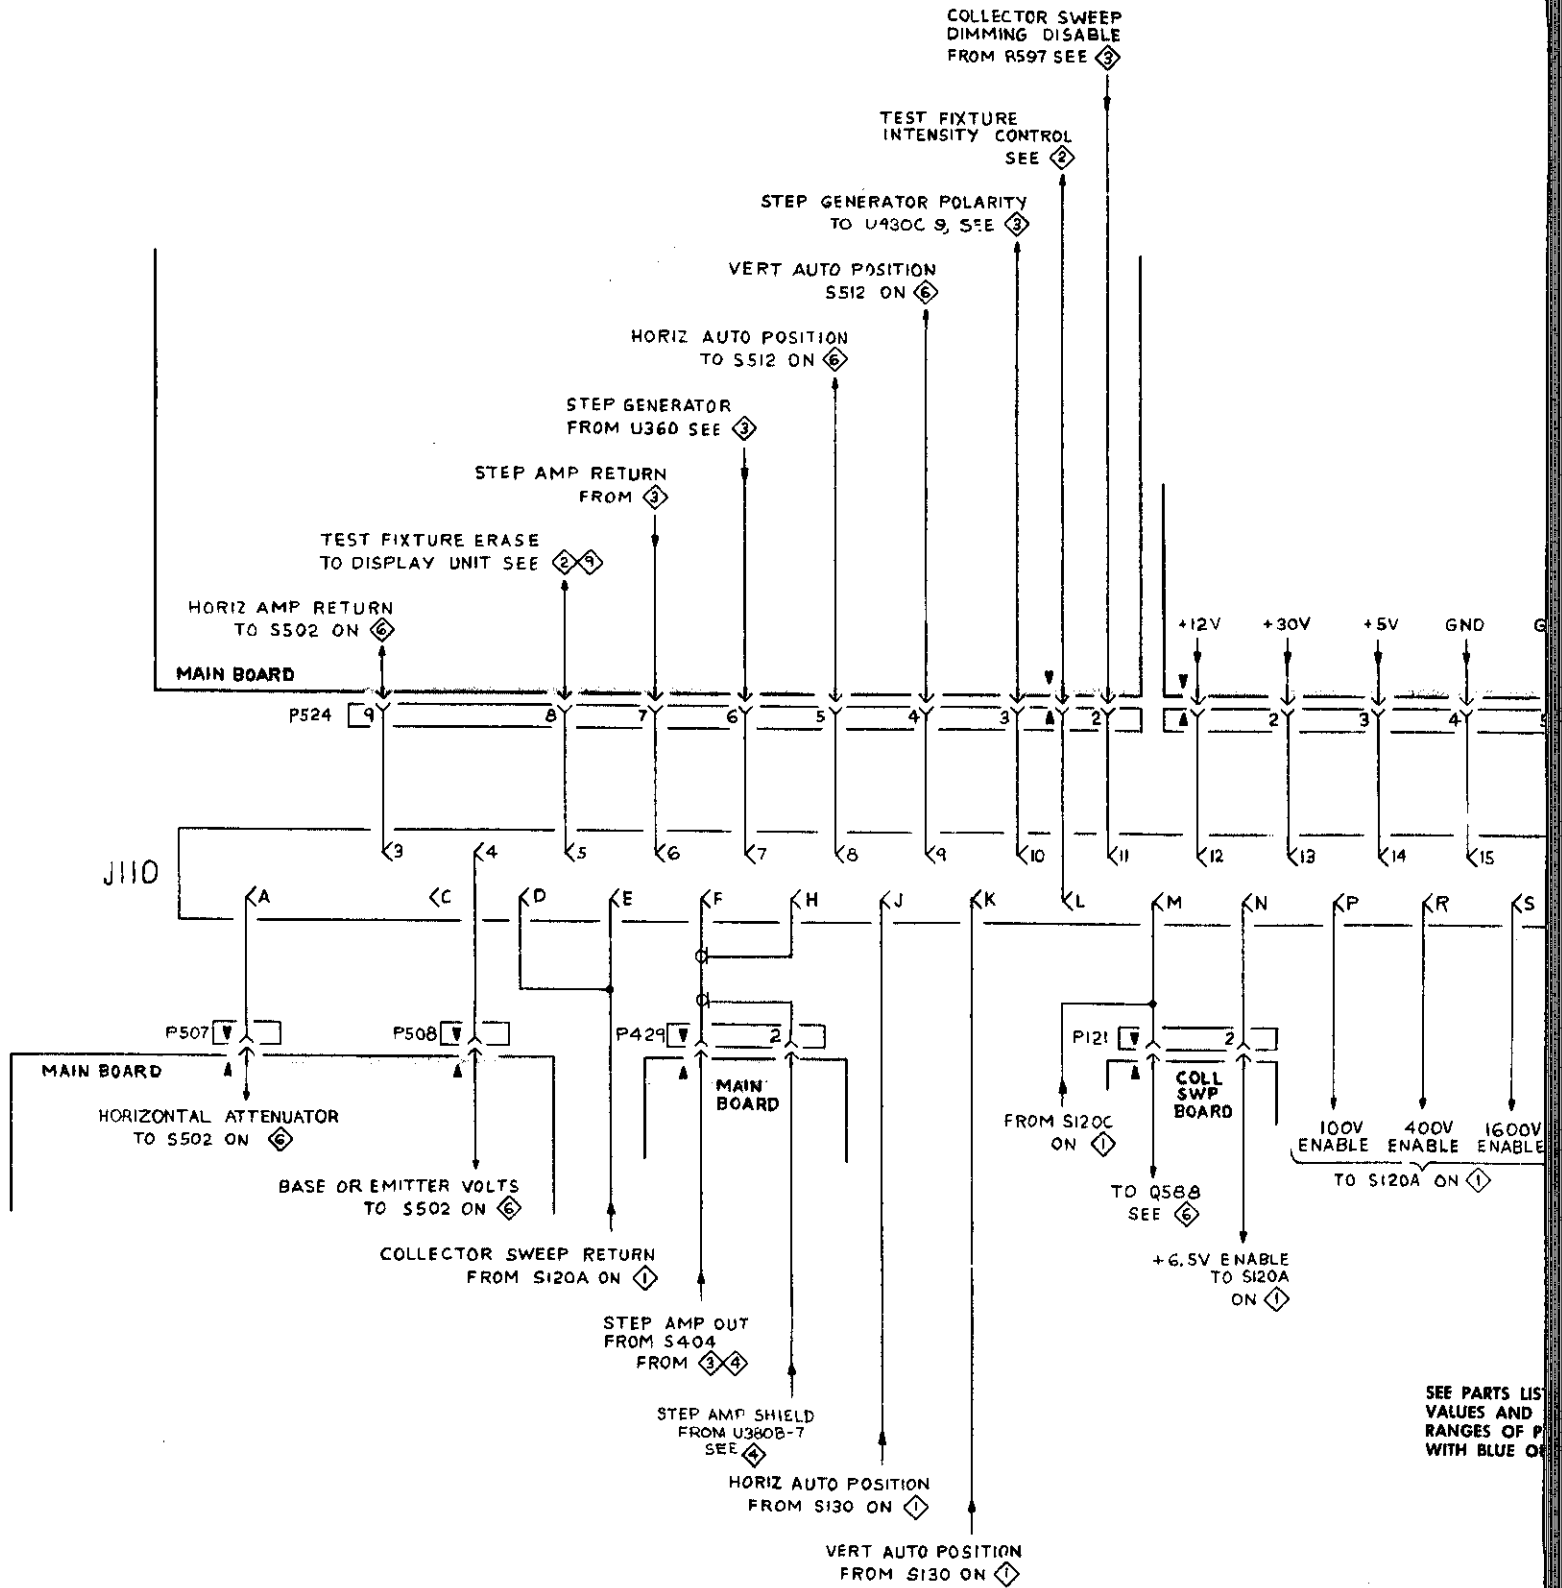 COLLECTOR SWEEP
DIMMING DISABLE
FROM R597 SEE 3
TEST FIXTURE
INTENSITY CONTROL
SEE 2
STEP GENERATOR POLARITY
TO U430C 9, SEE 3
VERT AUTO POSITION
S512 ON 6
HORIZ AUTO POSITION
TO S512 ON 6
STEP GENERATOR
FROM U360 SEE 3
STEP AMP RETURN
FROM 3
TEST FIXTURE ERASE
TO DISPLAY UNIT SEE 2 9
HORIZ AMP RETURN
TO S502 ON 6
+12V +30V +5V GND G
MAIN BOARD
P524 9 8 7 6 5 4 3 2 2 3 4 5
3 4 5 6 7 8 9 10 11 12 13 14 15
J110
A C D E F H J K L M N P R S
P507 P508 P429 2 P121 2
MAIN BOARD
MAIN
BOARD
COLL
SWP
BOARD
HORIZONTAL ATTENUATOR
TO S502 ON 6
FROM S120C
ON 1
100V
ENABLE
400V
ENABLE
1600V
ENABLE
TO S120A ON 1
BASE OR EMITTER VOLTS
TO S502 ON 6
TO Q588
SEE 6
COLLECTOR SWEEP RETURN
FROM S120A ON 1
+6.5V ENABLE
TO S120A
ON 1
STEP AMP OUT
FROM S404
FROM 3 4
STEP AMP SHIELD
FROM U380B-7
SEE 4
SEE PARTS LIS
VALUES AND
RANGES OF P
WITH BLUE O
HORIZ AUTO POSITION
FROM S130 ON 1
VERT AUTO POSITION
FROM S130 ON 1